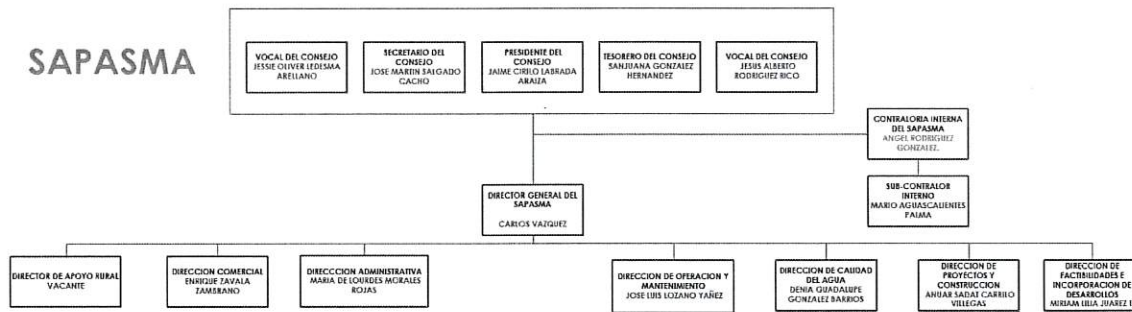 SAPASMA
VOCAL DEL CONSEJO
JESSIE OLIVER LEDESMA
ARELLANO
SECRETARIO DEL
CONSEJO
JOSE MARTIN SALGADO
CACHO
PRESIDENTE DEL
CONSEJO
JAIME CIRILO LABRADA
ARAIZA
TESORERO DEL CONSEJO
SANJUANA GONZALEZ
HERNANDEZ
VOCAL DEL CONSEJO
JESUS ALBERTO
RODRIGUEZ RICO
CONTRALORIA INTERNA
DEL SAPASMA
ANGEL RODRIGUEZ
GONZALEZ.
SUB-CONTRALOR
INTERNO
MARIO AGUASCALIENTES
PALMA
DIRECTOR GENERAL DEL
SAPASMA
CARLOS VAZQUEZ
DIRECTOR DE APOYO RURAL
VACANTE
DIRECCION COMERCIAL
ENRIQUE ZAVALA
ZAMBRANO
DIRECCCION ADMINISTRATIVA
MARIA DE LOURDES MORALES
ROJAS
DIRECCION DE OPERACION Y
MANTENIMIENTO
JOSE LUIS LOZANO YAÑEZ
DIRECCION DE CALIDAD
DEL AGUA
DENIA GUADALUPE
GONZALEZ BARRIOS
DIRECCION DE
PROYECTOS Y
CONSTRUCCION
ANUAR SADAT CARRILO
VILLEGAS
DIRECCION DE
FACTIBILIDADES E
INCORPORACION DE
DESARROLLOS
MIRIAM LILIA JUAREZ